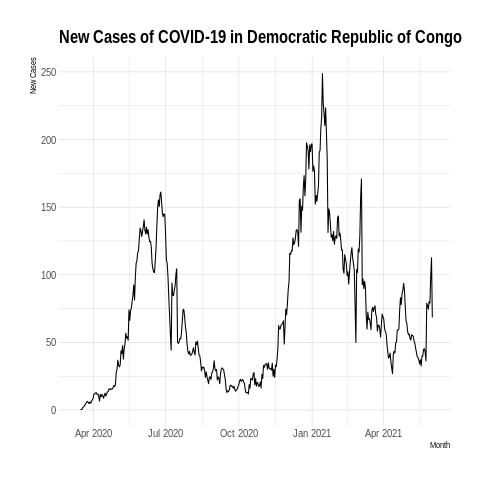 New Cases of COVID-19 in Democratic Republic of Congo
New Cases
250
200
150
100
50
0
Apr 2020 Jul 2020 Oct 2020 Jan 2021 Apr 2021
Month